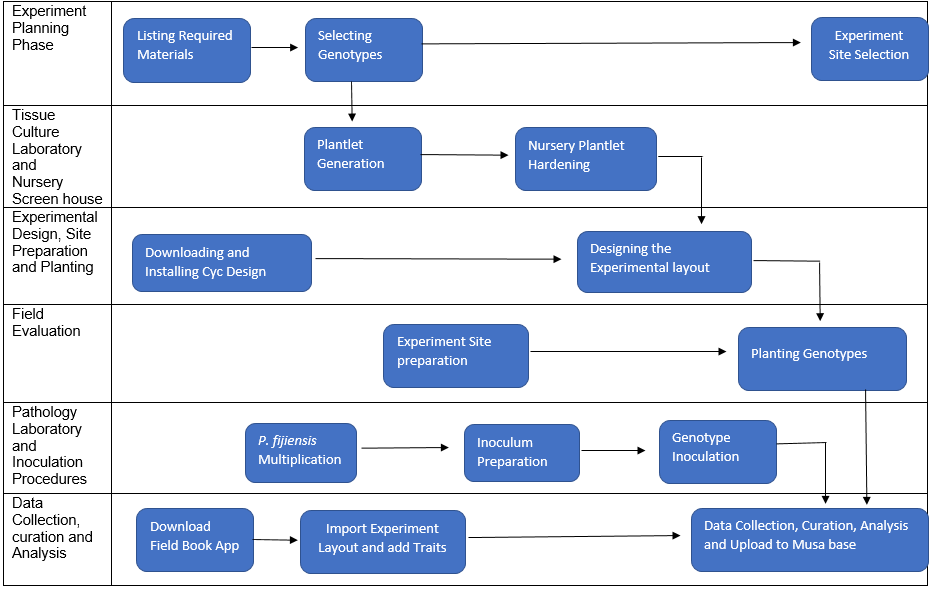 Experiment
Planning
Phase
Listing Required
Materials
Selecting
Genotypes
Experiment
Site Selection
Tissue
Culture
Laboratory
and
Nursery
Screen house
Plantlet
Generation
Nursery Plantlet
Hardening
Experimental
Design, Site
Preparation
and Planting
Downloading and
Installing Cyc Design
Designing the
Experimental layout
Field
Evaluation
Experiment Site
preparation
Planting Genotypes
Pathology
Laboratory
and
Inoculation
Procedures
P. fijiensis
Multiplication
Inoculum
Preparation
Genotype
Inoculation
Data
Collection,
curation and
Analysis
Download
Field Book App
Import Experiment
Layout and add Traits
Data Collection, Curation, Analysis
and Upload to Musa base